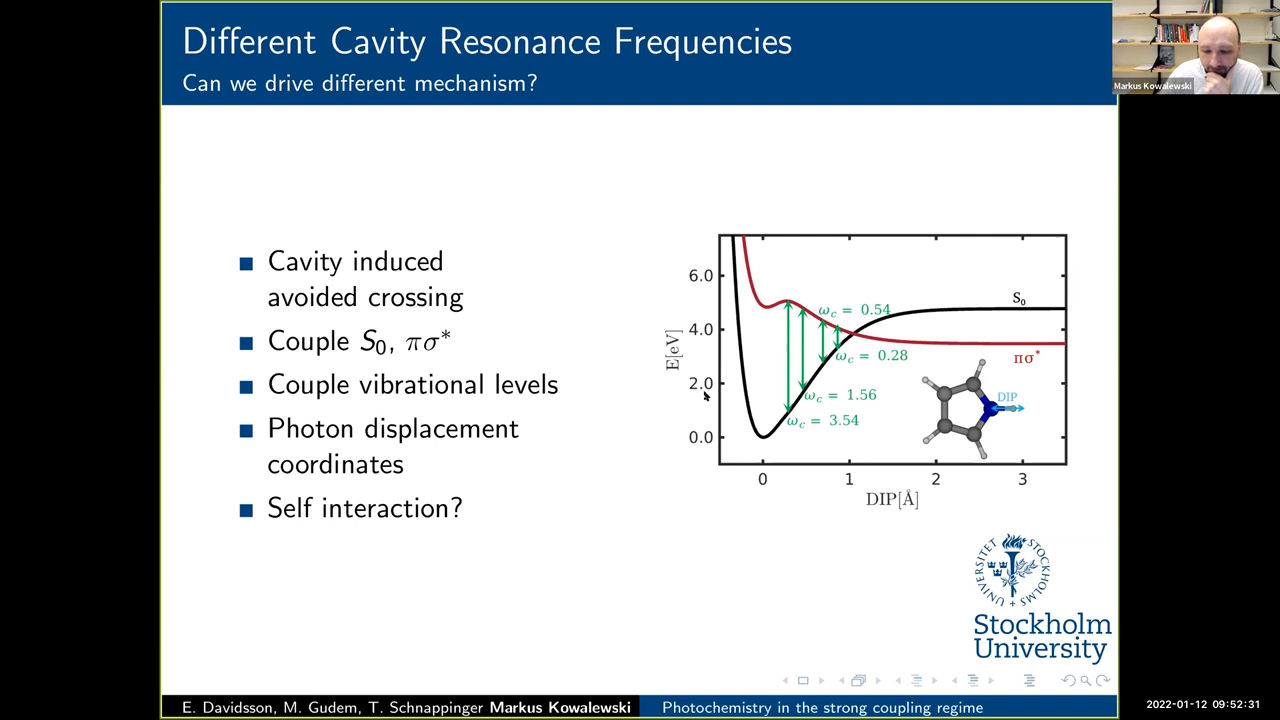 Different Cavity Resonance Frequencies
Can we drive different mechanism?
Markus Kowalewski
Cavity induced
avoided crossing
Couple S₀, πσ*
Couple vibrational levels
Photon displacement
coordinates
Self interaction?
E[eV]
6.0
4.0
2.0
0.0
ω_c = 0.54
ω_c = 0.28
ω_c = 1.56
ω_c = 3.54
S₀
πσ*
DIP
0 1 2 3
DIP[Å]
UNIVERSITET STOCKHOLMS
Stockholm
University
E. Davidsson, M. Gudem, T. Schnappinger Markus Kowalewski
Photochemistry in the strong coupling regime
2022-01-12 09:52:31